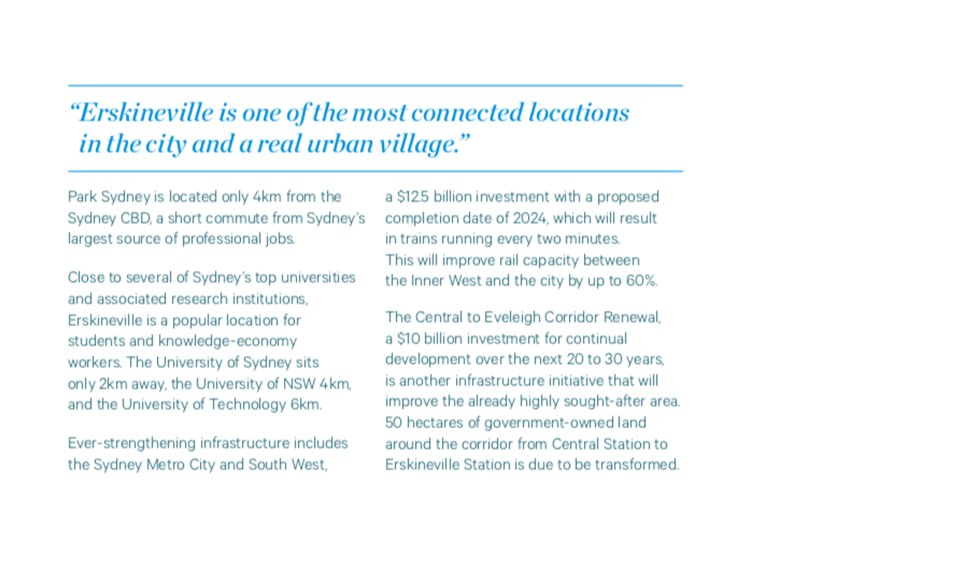 “Erskineville is one of the most connected locations
in the city and a real urban village.”
Park Sydney is located only 4km from the
Sydney CBD, a short commute from Sydney’s
largest source of professional jobs.
Close to several of Sydney’s top universities
and associated research institutions,
Erskineville is a popular location for
students and knowledge-economy
workers. The University of Sydney sits
only 2km away, the University of NSW 4km,
and the University of Technology 6km.
Ever-strengthening infrastructure includes
the Sydney Metro City and South West,
a $12.5 billion investment with a proposed
completion date of 2024, which will result
in trains running every two minutes.
This will improve rail capacity between
the Inner West and the city by up to 60%.
The Central to Eveleigh Corridor Renewal,
a $10 billion investment for continual
development over the next 20 to 30 years,
is another infrastructure initiative that will
improve the already highly sought-after area.
50 hectares of government-owned land
around the corridor from Central Station to
Erskineville Station is due to be transformed.